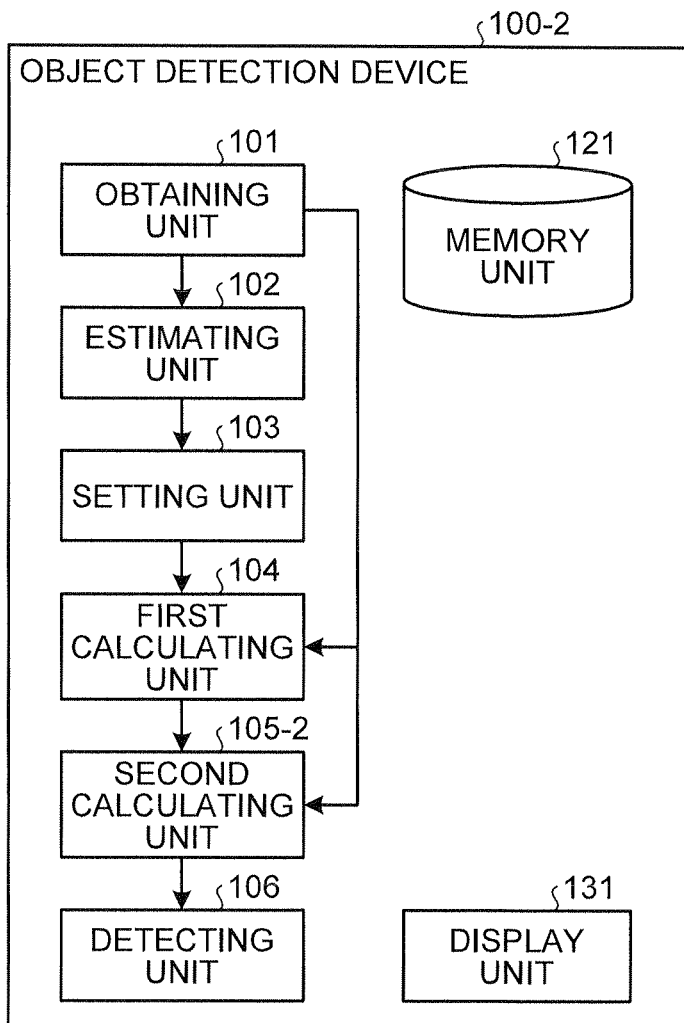 100-2
OBJECT DETECTION DEVICE
101
OBTAINING
UNIT
121
MEMORY
UNIT
102
ESTIMATING
UNIT
103
SETTING UNIT
104
FIRST
CALCULATING
UNIT
105-2
SECOND
CALCULATING
UNIT
106
DETECTING
UNIT
131
DISPLAY
UNIT